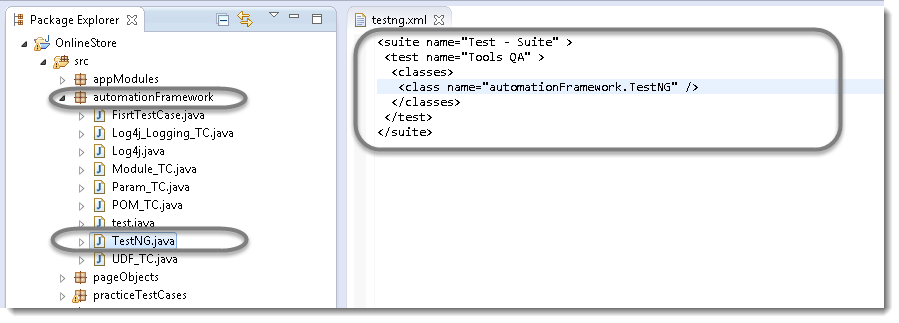 Package Explorer
OnlineStore
src
appModules
automationFramework
FisrtTestCase.java
Log4j_Logging_TC.java
Log4j.java
Module_TC.java
Param_TC.java
POM_TC.java
test.java
TestNG.java
UDF_TC.java
pageObjects
practiceTestCases
testng.xml
<suite name="Test - Suite" >
<test name="Tools QA" >
<classes>
<class name="automationFramework.TestNG" />
</classes>
</test>
</suite>